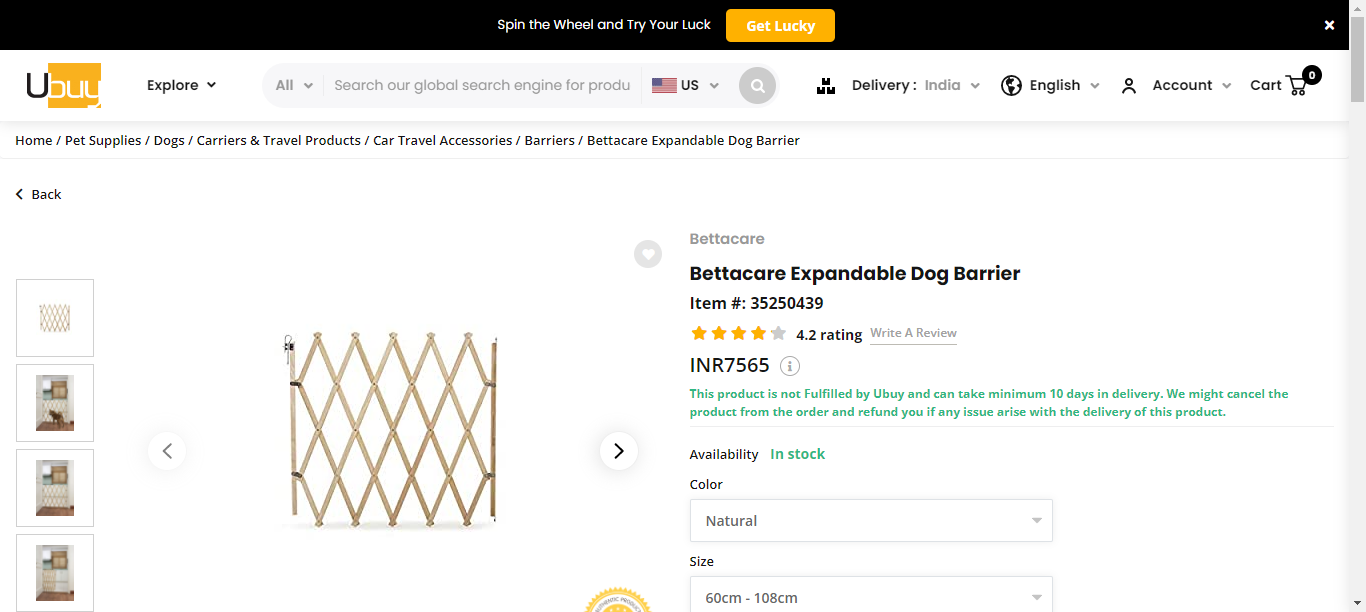 Spin the Wheel and Try Your Luck Get Lucky
Ubuy Explore All Search our global search engine for produ US Delivery : India English Account Cart 0
Home / Pet Supplies / Dogs / Carriers & Travel Products / Car Travel Accessories / Barriers / Bettacare Expandable Dog Barrier
Back
Bettacare
Bettacare Expandable Dog Barrier
Item #: 35250439
4.2 rating Write A Review
INR7565
This product is not Fulfilled by Ubuy and can take minimum 10 days in delivery. We might cancel the
product from the order and refund you if any issue arise with the delivery of this product.
Availability In stock
Color
Natural
Size
60cm - 108cm
AUTHENTIC PRODUCT